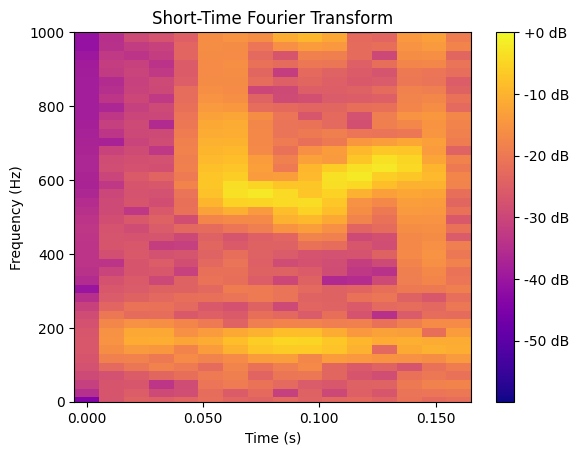 Short-Time Fourier Transform
1000
800
600
400
200
0
Frequency (Hz)
0.000
0.050
0.100
0.150
Time (s)
+0 dB
-10 dB
-20 dB
-30 dB
-40 dB
-50 dB